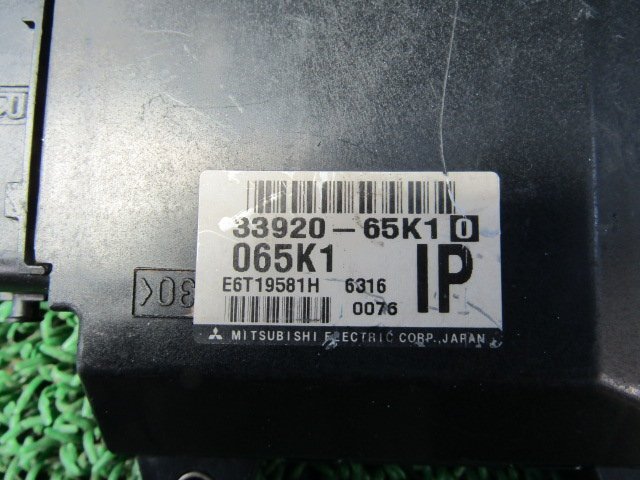 33920-65K1 0
065K1
IP
E6T19581H 6316
0076
MITSUBISHI ELECTRIC CORP., JAPAN
30<